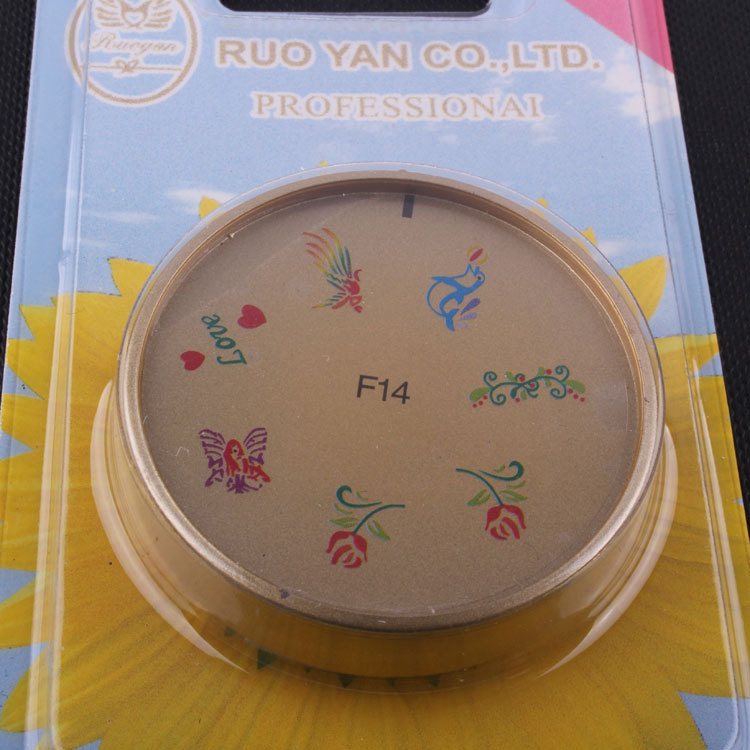 Ruoyan
RUO YAN CO.,LTD.
PROFESSIONAI
Love
F14